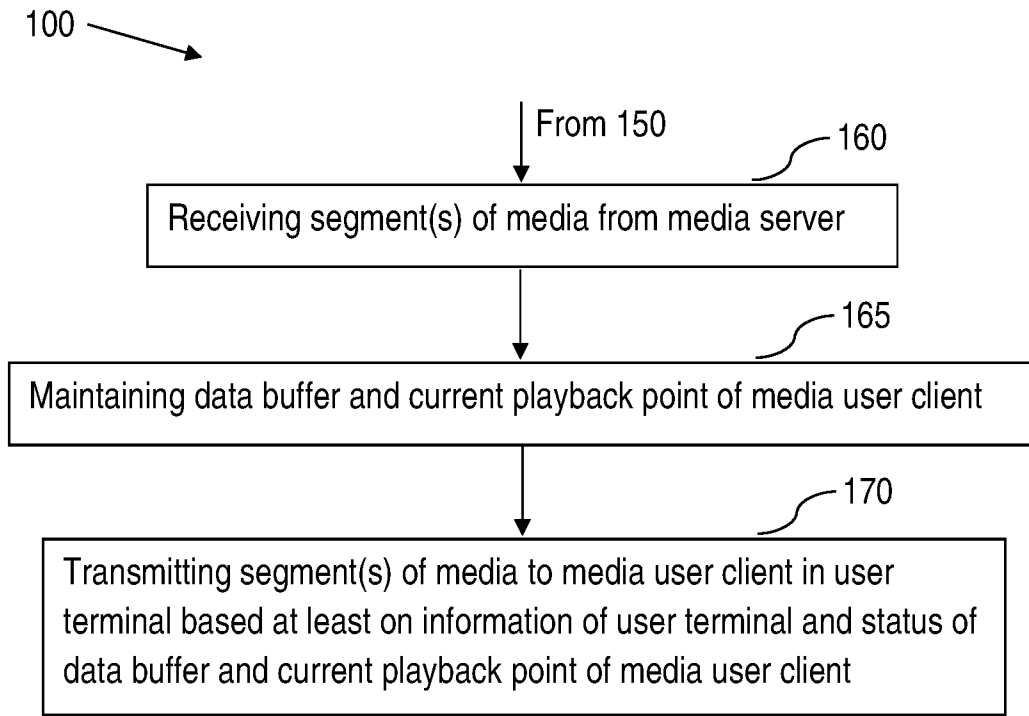 100
From 150
160
Receiving segment(s) of media from media server
165
Maintaining data buffer and current playback point of media user client
170
Transmitting segment(s) of media to media user client in user
terminal based at least on information of user terminal and status of
data buffer and current playback point of media user client